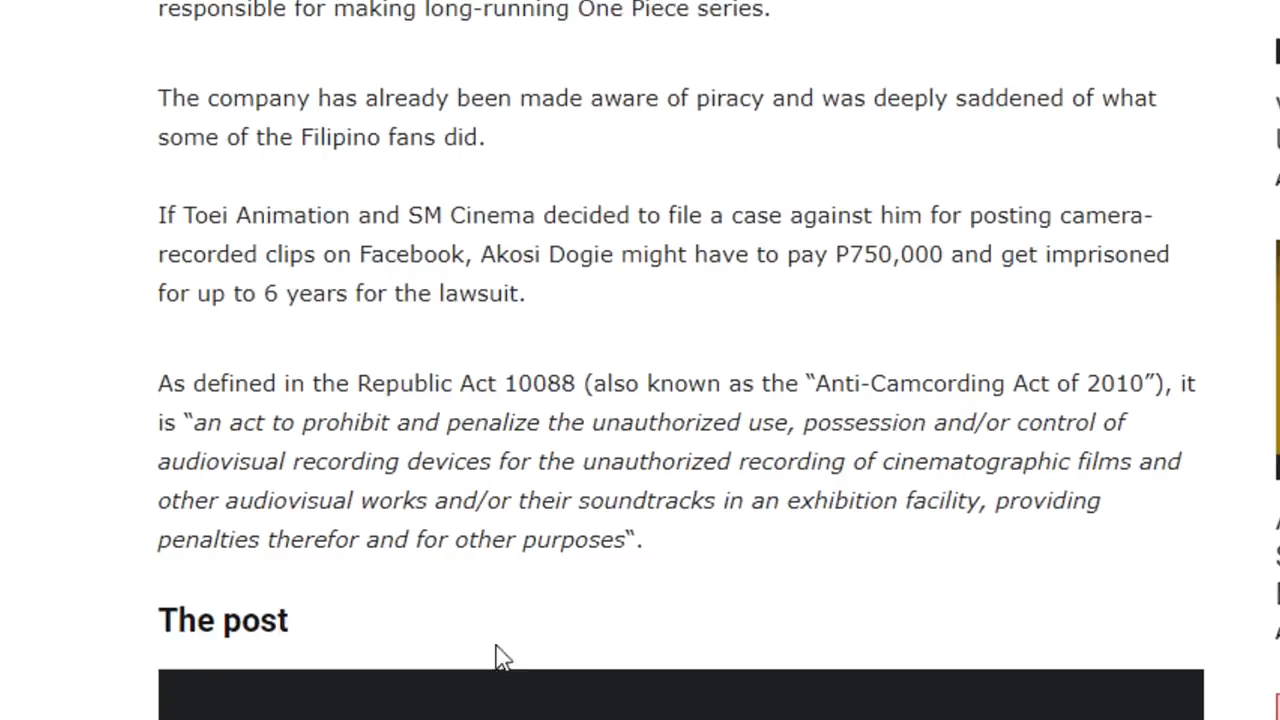 responsible for making long-running One Piece series.
The company has already been made aware of piracy and was deeply saddened of what
some of the Filipino fans did.
If Toei Animation and SM Cinema decided to file a case against him for posting camera-
recorded clips on Facebook, Akosi Dogie might have to pay P750,000 and get imprisoned
for up to 6 years for the lawsuit.
As defined in the Republic Act 10088 (also known as the “Anti-Camcording Act of 2010”), it
is “an act to prohibit and penalize the unauthorized use, possession and/or control of
audiovisual recording devices for the unauthorized recording of cinematographic films and
other audiovisual works and/or their soundtracks in an exhibition facility, providing
penalties therefor and for other purposes“.
The post